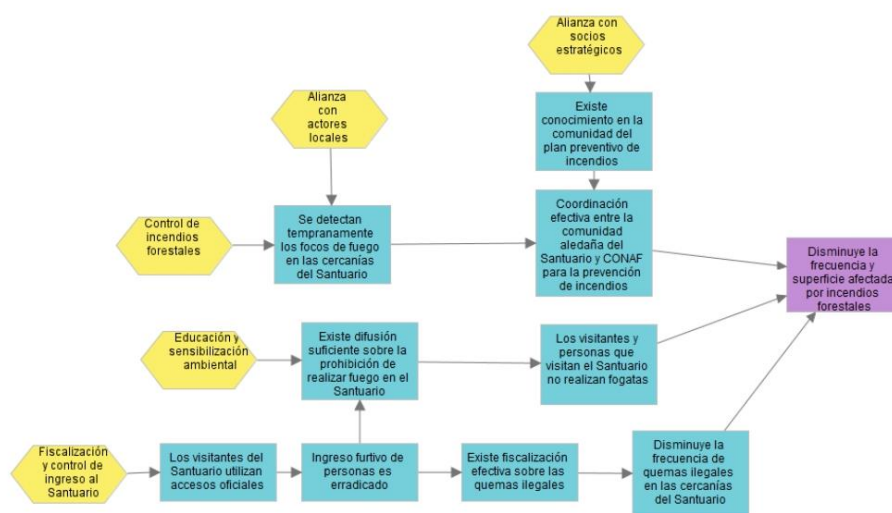 Alianza con
socios
estratégicos
Alianza
con
actores
locales
Existe
conocimiento en la
comunidad del
plan preventivo de
incendios
Control de
incendios
forestales
Se detectan
tempranamente
los focos de fuego
en las cercanías
del Santuario
Coordinación
efectiva entre la
comunidad
aledaña del
Santuario y CONAF
para la prevención
de incendios
Disminuye la
frecuencia y
superficie afectada
por incendios
forestales
Educación y
sensibilización
ambiental
Existe difusión
suficiente sobre la
prohibición de
realizar fuego en el
Santuario
Los visitantes y
personas que
visitan el Santuario
no realizan fogatas
Fiscalización
y control de
ingreso al
Santuario
Los visitantes del
Santuario utilizan
accesos oficiales
Ingreso furtivo de
personas es
erradicado
Existe fiscalización
efectiva sobre las
quemas ilegales
Disminuye la
frecuencia de
quemas ilegales
en las cercanías
del Santuario